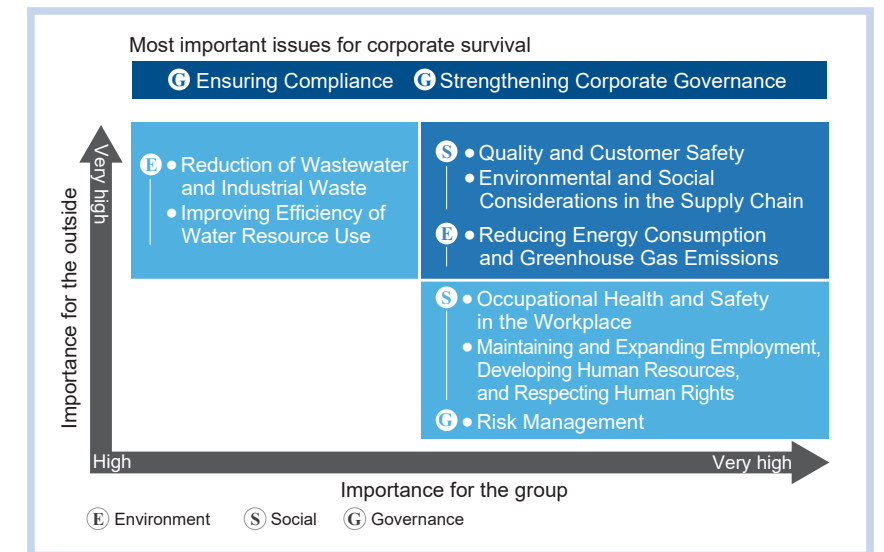 Most important issues for corporate survival
G Ensuring Compliance G Strengthening Corporate Governance
Importance for the outside
Very high
E ● Reduction of Wastewater
and Industrial Waste
● Improving Efficiency of
Water Resource Use
S ● Quality and Customer Safety
● Environmental and Social
Considerations in the Supply Chain
E ● Reducing Energy Consumption
and Greenhouse Gas Emissions
S ● Occupational Health and Safety
in the Workplace
● Maintaining and Expanding Employment,
Developing Human Resources,
and Respecting Human Rights
G ● Risk Management
High
Very high
Importance for the group
E Environment S Social G Governance